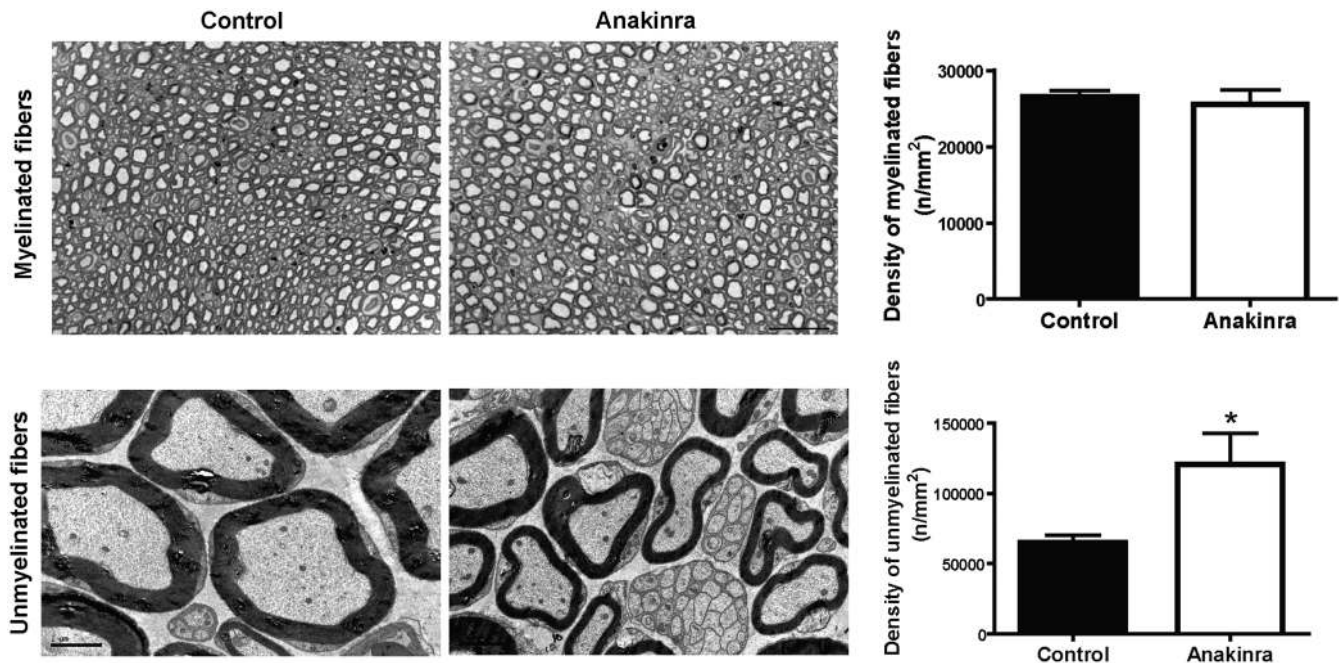 Control
Anakinra
Myelinated fibers
Density of myelinated fibers
(n/mm²)
30000
20000
10000
0
Control
Anakinra
Unmyelinated fibers
Density of unmyelinated fibers
(n/mm²)
150000
100000
50000
0
*
Control
Anakinra